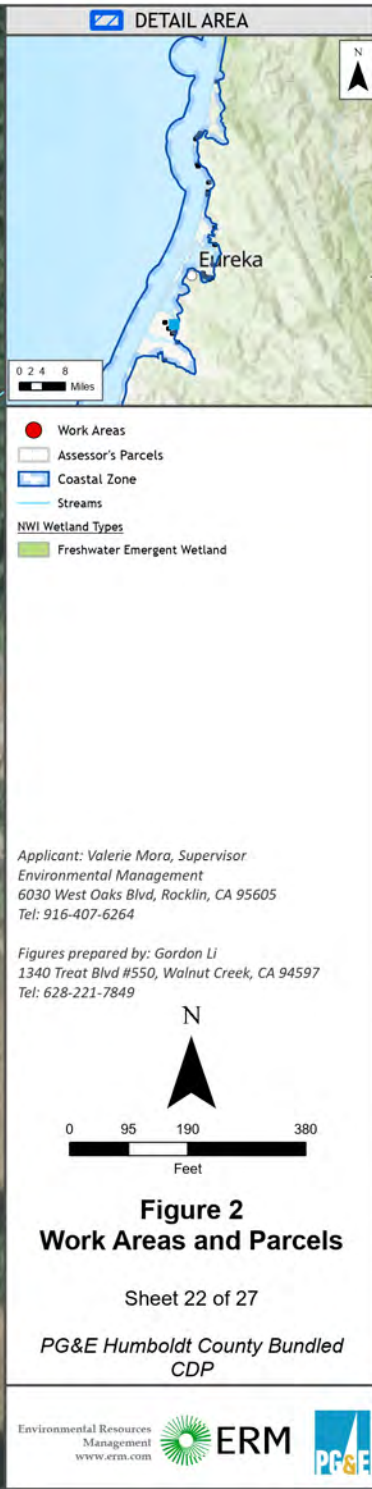 DETAIL AREA
N
Eureka
0 2 4 8
Miles
Work Areas
Assessor's Parcels
Coastal Zone
Streams
NWI Wetland Types
Freshwater Emergent Wetland
Applicant: Valerie Mora, Supervisor
Environmental Management
6030 West Oaks Blvd, Rocklin, CA 95605
Tel: 916-407-6264
Figures prepared by: Gordon Li
1340 Treat Blvd #550, Walnut Creek, CA 94597
Tel: 628-221-7849
N
0 95 190 380
Feet
Figure 2
Work Areas and Parcels
Sheet 22 of 27
PG&E Humboldt County Bundled
CDP
Environmental Resources
Management
www.erm.com
ERM
PG&E